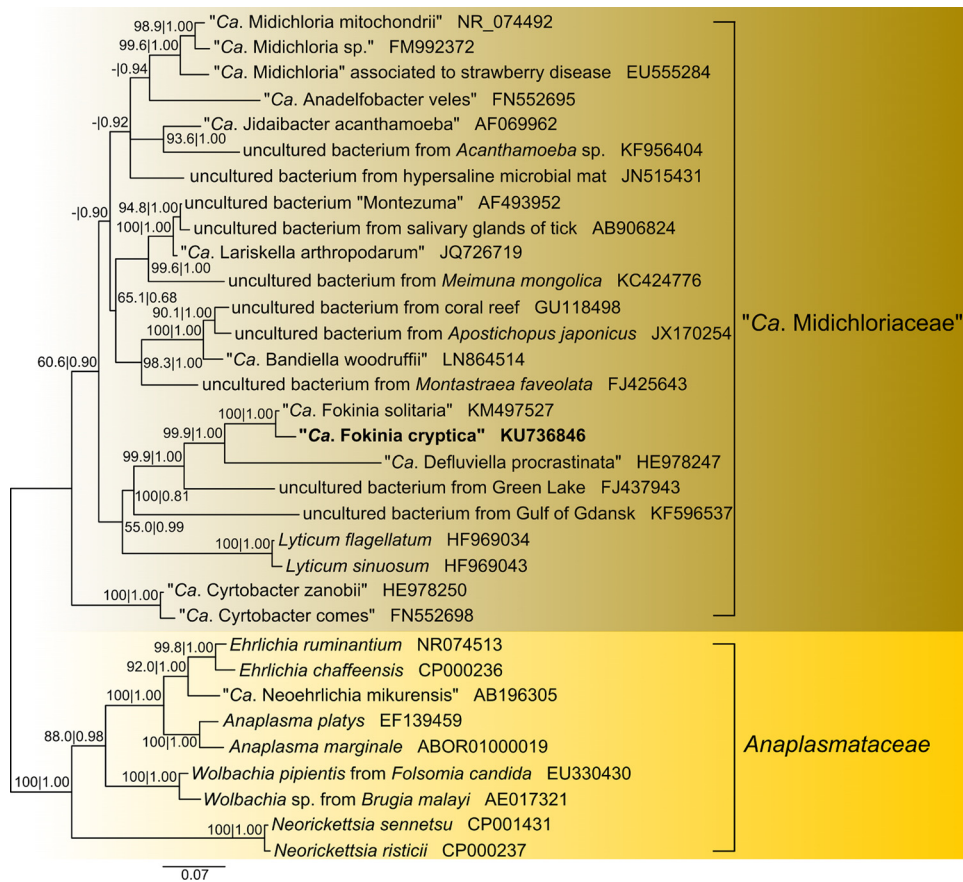 98.9|1.00
"Ca. Midichloria mitochondrii" NR_074492
99.6|1.00
"Ca. Midichloria sp." FM992372
-|0.94
"Ca. Midichloria" associated to strawberry disease EU555284
"Ca. Anadelfobacter veles" FN552695
-|0.92
"Ca. Jidaibacter acanthamoeba" AF069962
93.6|1.00
uncultured bacterium from Acanthamoeba sp. KF956404
uncultured bacterium from hypersaline microbial mat JN515431
-|0.90
94.8|1.00
uncultured bacterium "Montezuma" AF493952
100|1.00
uncultured bacterium from salivary glands of tick AB906824
"Ca. Lariskella arthropodarum" JQ726719
99.6|1.00
uncultured bacterium from Meimuna mongolica KC424776
65.1|0.68
90.1|1.00
uncultured bacterium from coral reef GU118498
100|1.00
uncultured bacterium from Apostichopus japonicus JX170254
"Ca. Midichloriaceae"
98.3|1.00
"Ca. Bandiella woodruffii" LN864514
60.6|0.90
uncultured bacterium from Montastraea faveolata FJ425643
100|1.00
"Ca. Fokinia solitaria" KM497527
99.9|1.00
"Ca. Fokinia cryptica" KU736846
99.9|1.00
"Ca. Defluviella procrastinata" HE978247
100|0.81
uncultured bacterium from Green Lake FJ437943
uncultured bacterium from Gulf of Gdansk KF596537
55.0|0.99
100|1.00
Lyticum flagellatum HF969034
Lyticum sinuosum HF969043
100|1.00
"Ca. Cyrtobacter zanobii" HE978250
"Ca. Cyrtobacter comes" FN552698
99.8|1.00
Ehrlichia ruminantium NR074513
92.0|1.00
Ehrlichia chaffeensis CP000236
100|1.00
"Ca. Neoehrlichia mikurensis" AB196305
Anaplasma platys EF139459
88.0|0.98
100|1.00
Anaplasma marginale ABOR01000019
Anaplasmataceae
100|1.00
100|1.00
Wolbachia pipientis from Folsomia candida EU330430
Wolbachia sp. from Brugia malayi AE017321
100|1.00
Neorickettsia sennetsu CP001431
Neorickettsia risticii CP000237
0.07